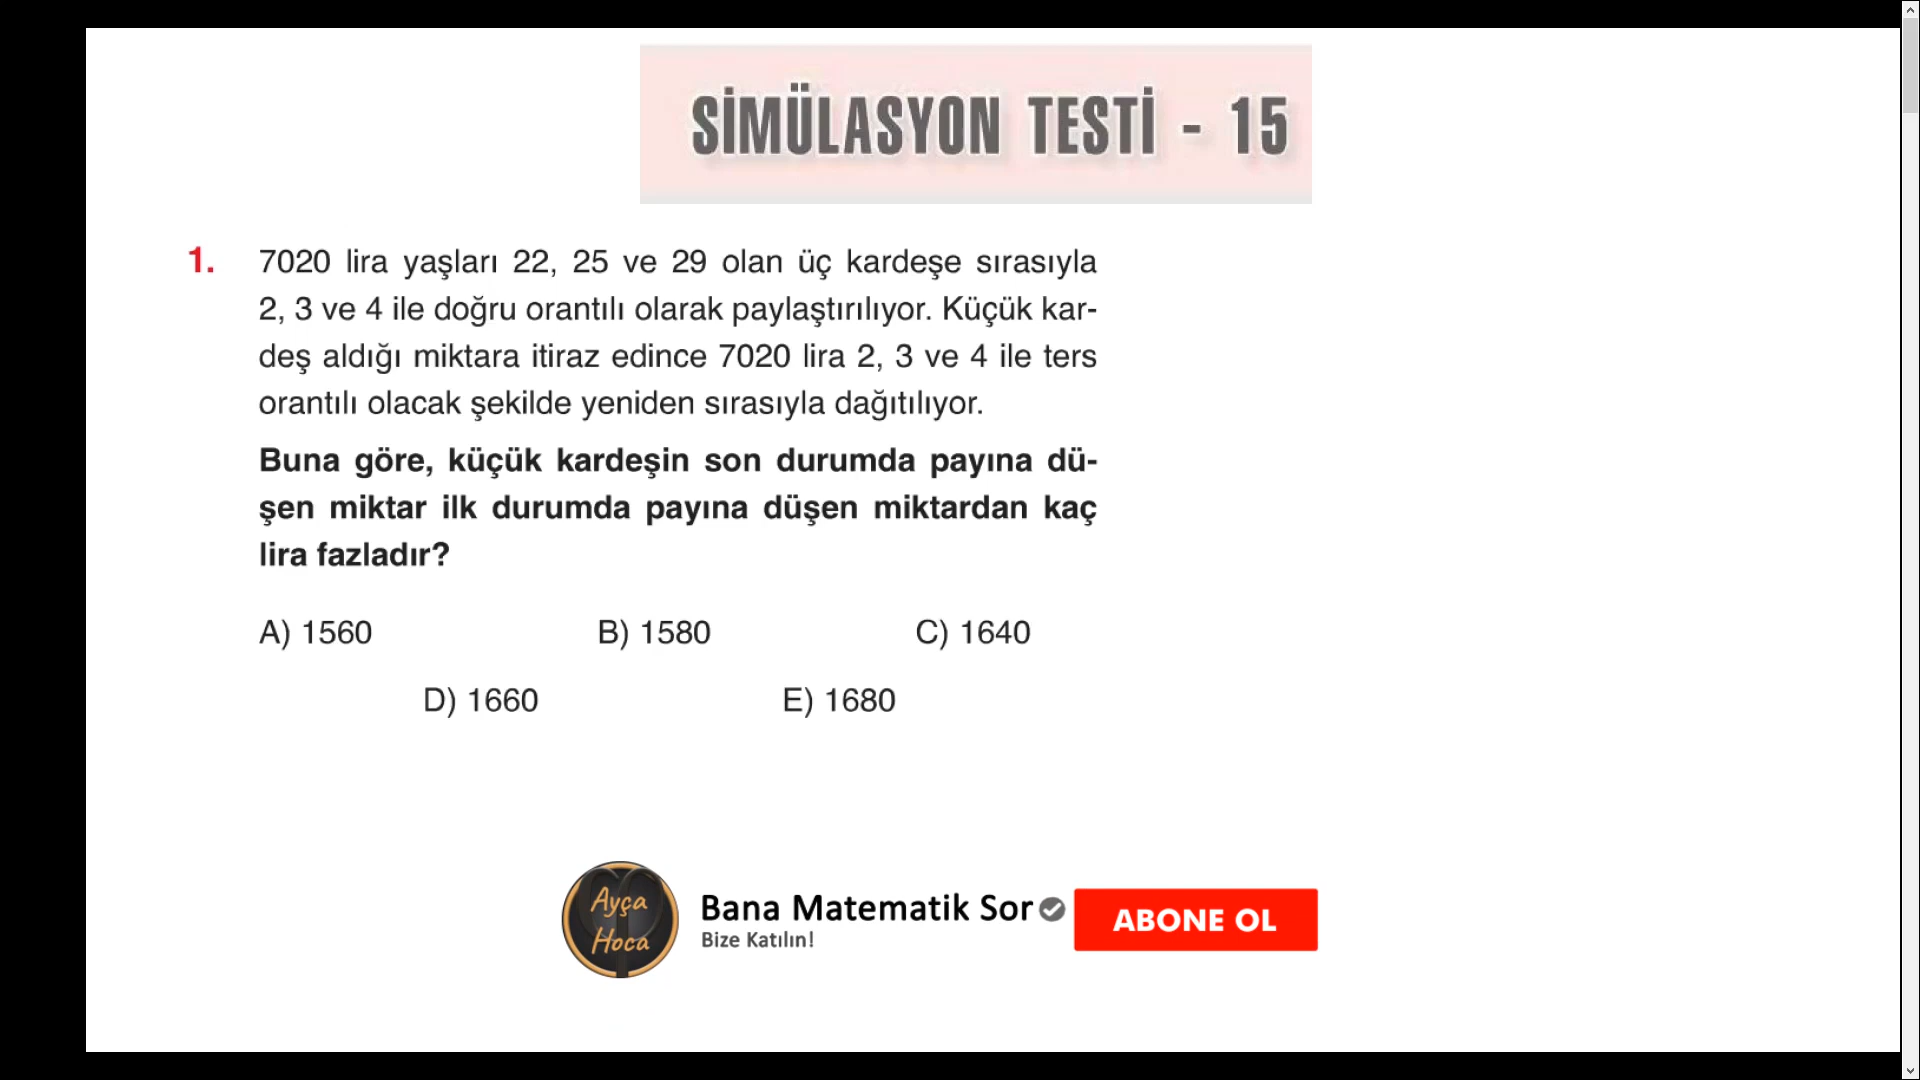 SİMÜLASYON TESTİ - 15
1. 7020 lira yaşları 22, 25 ve 29 olan üç kardeşe sırasıyla
2, 3 ve 4 ile doğru orantılı olarak paylaştırılıyor. Küçük kar-
deş aldığı miktara itiraz edince 7020 lira 2, 3 ve 4 ile ters
orantılı olacak şekilde yeniden sırasıyla dağıtılıyor.
Buna göre, küçük kardeşin son durumda payına dü-
şen miktar ilk durumda payına düşen miktardan kaç
lira fazladır?
A) 1560 B) 1580 C) 1640
D) 1660 E) 1680
Ayça
Hoca
Bana Matematik Sor
Bize Katılın!
ABONE OL